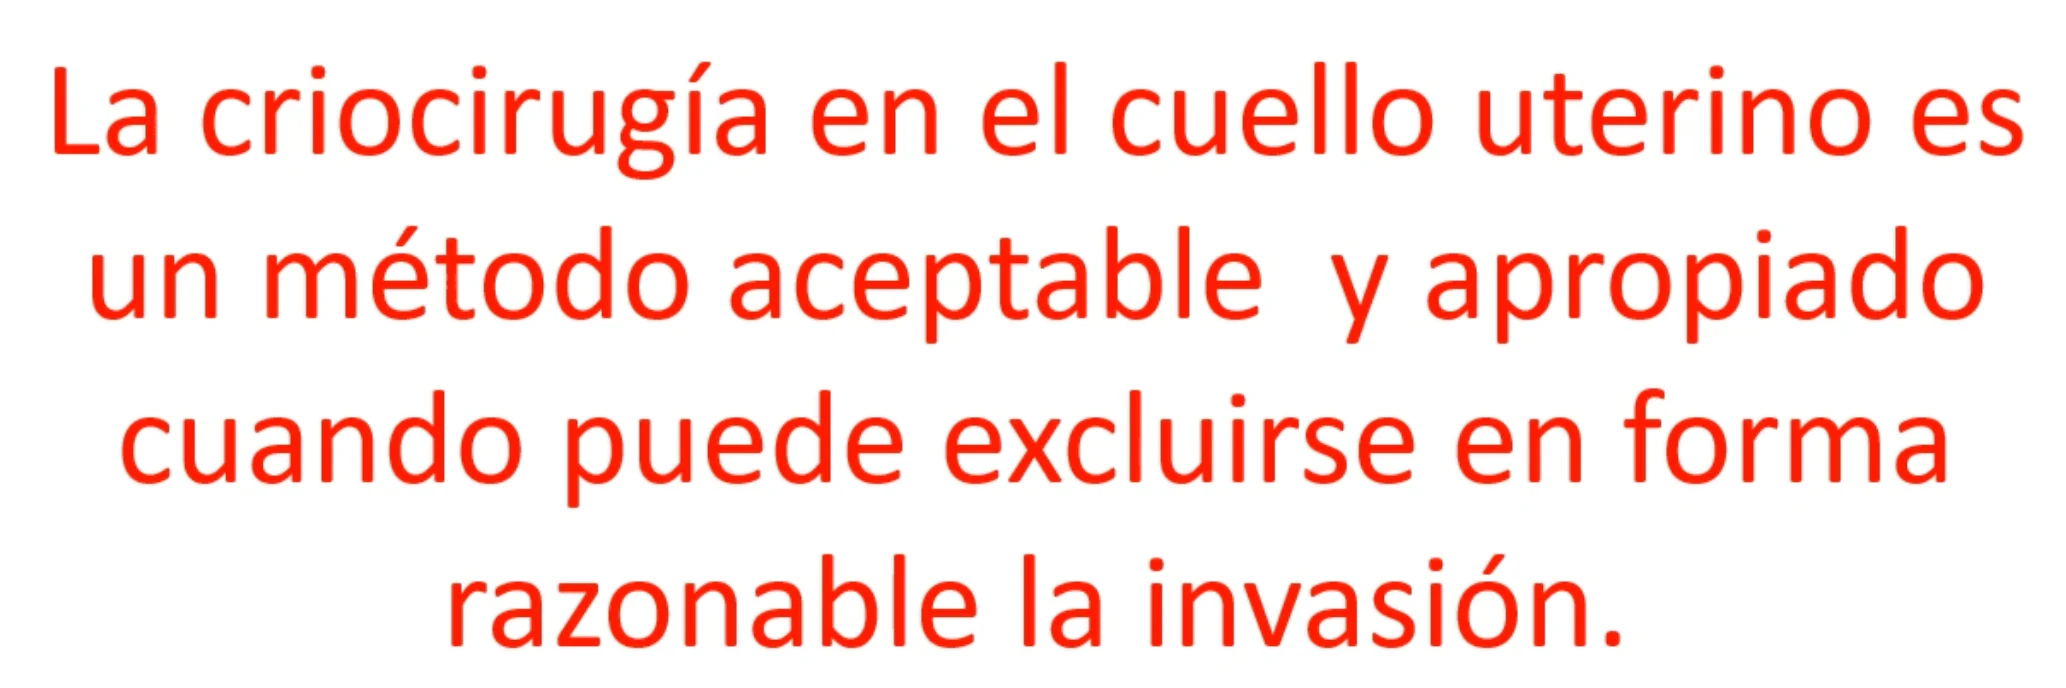 La criocirugía en el cuello uterino es
un método aceptable  y apropiado
cuando puede excluirse en forma
razonable la invasión.